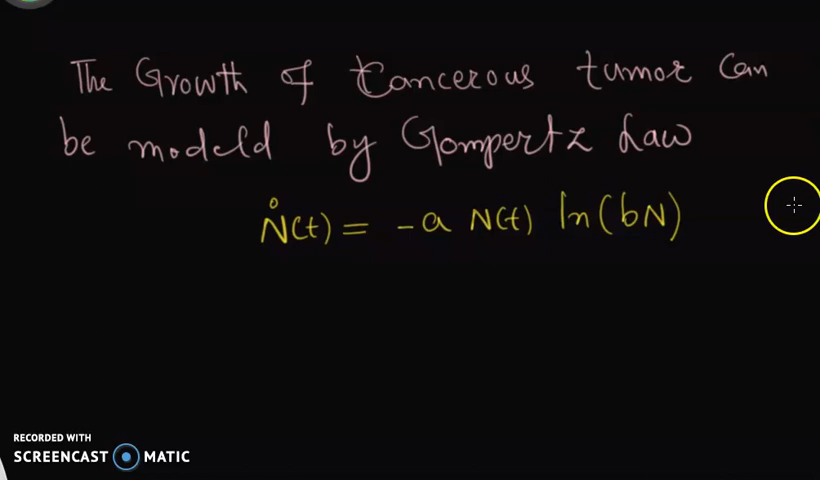 The Growth of Cancerous tumor Can
be modeld by Gompertz Law
N̊(t) = -a N(t) ln(bN)
RECORDED WITH
SCREENCAST MATIC